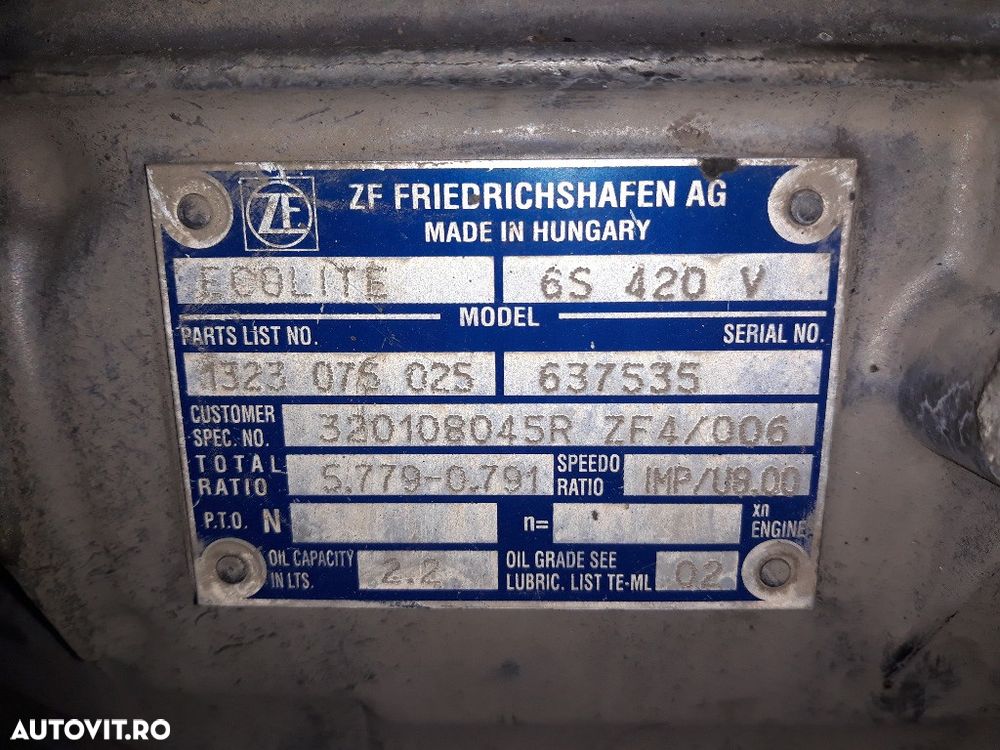 ZF
ZF FRIEDRICHSHAFEN AG
MADE IN HUNGARY
ECOLITE 6S 420 V
MODEL
PARTS LIST NO. SERIAL NO.
1323 076 025 637535
CUSTOMER
SPEC. NO. 320108045R ZF4/006
TOTAL
RATIO 5.779-0.791 SPEEDO
RATIO IMP/U8.00
P.T.O. N n= xn
ENGINE
OIL CAPACITY
IN LTS. 2.2 OIL GRADE SEE
LUBRIC. LIST TE-ML 02
AUTOVIT.RO